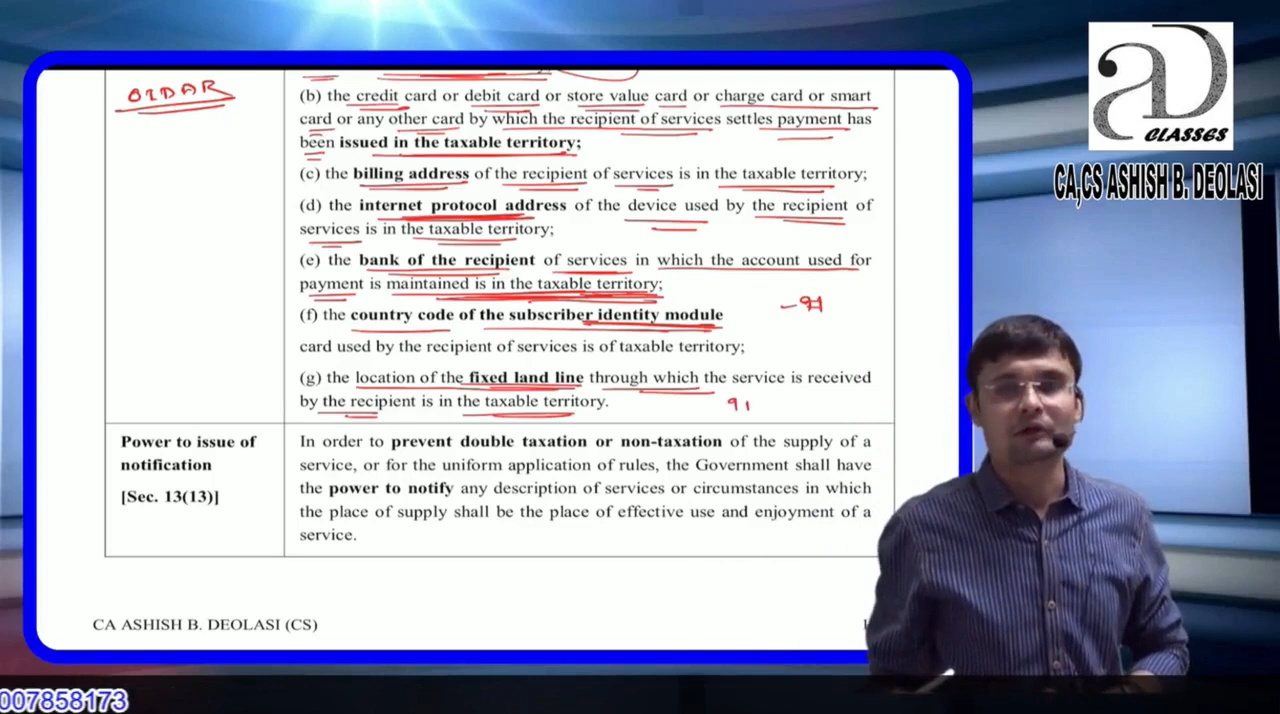 OIDAR
(b) the credit card or debit card or store value card or charge card or smart
card or any other card by which the recipient of services settles payment has
been issued in the taxable territory;
(c) the billing address of the recipient of services is in the taxable territory;
(d) the internet protocol address of the device used by the recipient of
services is in the taxable territory;
(e) the bank of the recipient of services in which the account used for
payment is maintained is in the taxable territory;
(f) the country code of the subscriber identity module
card used by the recipient of services is of taxable territory;
(g) the location of the fixed land line through which the service is received
by the recipient is in the taxable territory.
91
Power to issue of
notification
[Sec. 13(13)]
In order to prevent double taxation or non-taxation of the supply of a
service, or for the uniform application of rules, the Government shall have
the power to notify any description of services or circumstances in which
the place of supply shall be the place of effective use and enjoyment of a
service.
CA ASHISH B. DEOLASI (CS)
aD
CLASSES
CA,CS ASHISH B. DEOLASI
007858173